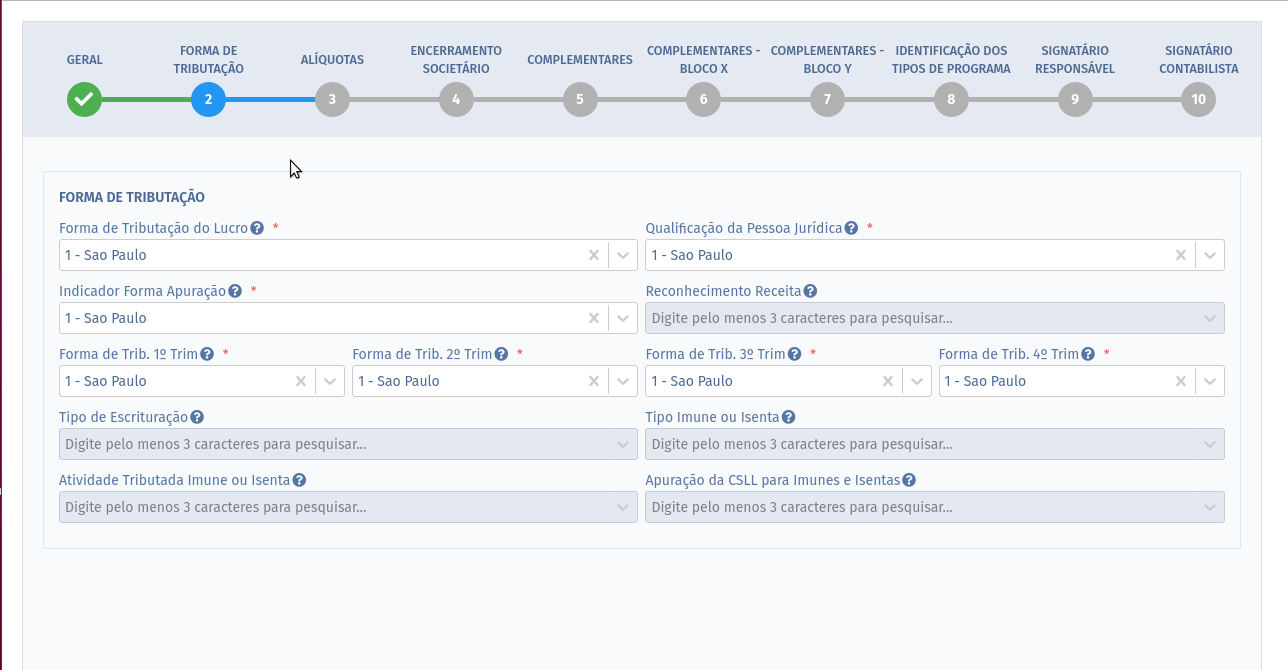 GERAL
FORMA DE
TRIBUTAÇÃO
ALÍQUOTAS
ENCERRAMENTO
SOCIETÁRIO
COMPLEMENTARES
COMPLEMENTARES -
BLOCO X
COMPLEMENTARES -
BLOCO Y
IDENTIFICAÇÃO DOS
TIPOS DE PROGRAMA
SIGNATÁRIO
RESPONSÁVEL
SIGNATÁRIO
CONTABILISTA
2 3 4 5 6 7 8 9 10
FORMA DE TRIBUTAÇÃO
Forma de Tributação do Lucro ? *
1 - Sao Paulo
Qualificação da Pessoa Jurídica ? *
1 - Sao Paulo
Indicador Forma Apuração ? *
1 - Sao Paulo
Reconhecimento Receita ?
Digite pelo menos 3 caracteres para pesquisar...
Forma de Trib. 1º Trim ? *
1 - Sao Paulo
Forma de Trib. 2º Trim ? *
1 - Sao Paulo
Forma de Trib. 3º Trim ? *
1 - Sao Paulo
Forma de Trib. 4º Trim ? *
1 - Sao Paulo
Tipo de Escrituração ?
Digite pelo menos 3 caracteres para pesquisar...
Tipo Imune ou Isenta ?
Digite pelo menos 3 caracteres para pesquisar...
Atividade Tributada Imune ou Isenta ?
Digite pelo menos 3 caracteres para pesquisar...
Apuração da CSLL para Imunes e Isentas ?
Digite pelo menos 3 caracteres para pesquisar...